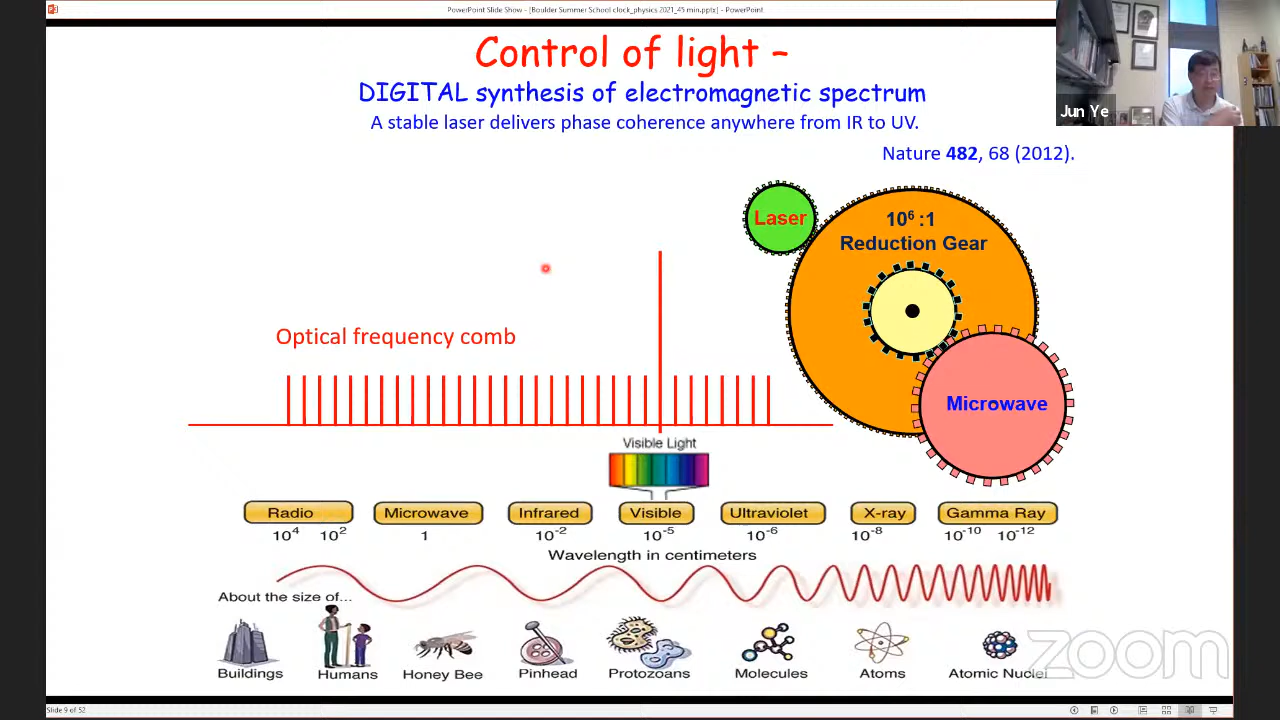 PowerPoint Slide Show - [Boulder Summer School clock_physics 2021_45 min.pptx] - PowerPoint
Control of light –
DIGITAL synthesis of electromagnetic spectrum
A stable laser delivers phase coherence anywhere from IR to UV.
Jun Ye
Nature 482, 68 (2012).
Laser
10⁶ :1
Reduction Gear
Optical frequency comb
Microwave
Visible Light
Radio Microwave Infrared Visible Ultraviolet X-ray Gamma Ray
10⁴ 10² 1 10⁻² 10⁻⁵ 10⁻⁶ 10⁻⁸ 10⁻¹⁰ 10⁻¹²
Wavelength in centimeters
About the size of...
Buildings Humans Honey Bee Pinhead Protozoans Molecules Atoms Atomic Nuclei
zoom
Slide 9 of 52